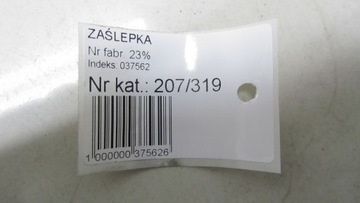 ZAŚLEPKA
Nr fabr. 23%
Indeks: 037562
Nr kat.: 207/319
1 000000 375626